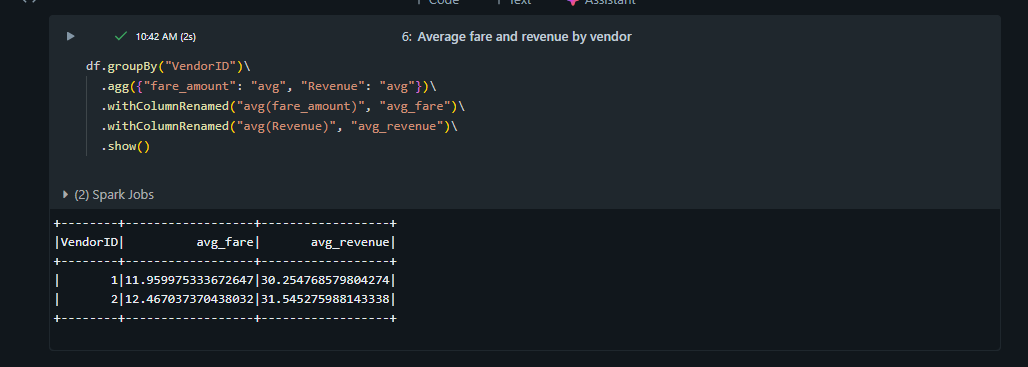 Code Text Assistant
10:42 AM (2s) 6: Average fare and revenue by vendor
df.groupBy("VendorID")\
.agg({"fare_amount": "avg", "Revenue": "avg"})\
.withColumnRenamed("avg(fare_amount)", "avg_fare")\
.withColumnRenamed("avg(Revenue)", "avg_revenue")\
.show()
(2) Spark Jobs
+--------+------------------+------------------+
|VendorID|          avg_fare|       avg_revenue|
+--------+------------------+------------------+
|       1|11.959975333672647|30.254768579804274|
|       2|12.467037370438032|31.545275988143338|
+--------+------------------+------------------+